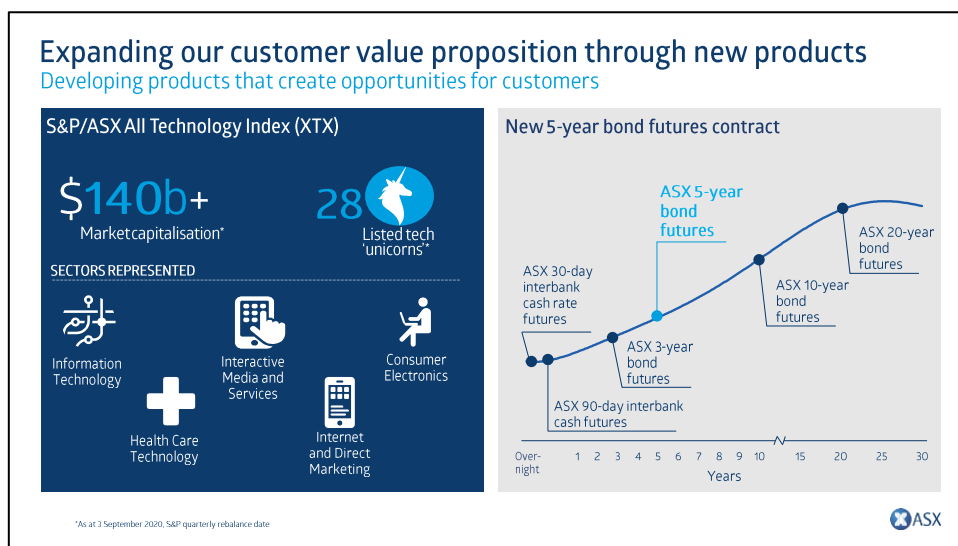 Expanding our customer value proposition through new products
Developing products that create opportunities for customers
S&P/ASX All Technology Index (XTX)
$140b+
Market capitalisation*
28
Listed tech
‘unicorns’*
SECTORS REPRESENTED
Information
Technology
Health Care
Technology
Interactive
Media and
Services
Internet
and Direct
Marketing
Consumer
Electronics
New 5-year bond futures contract
ASX 30-day
interbank
cash rate
futures
ASX 90-day interbank
cash futures
ASX 3-year
bond
futures
ASX 5-year
bond
futures
ASX 10-year
bond
futures
ASX 20-year
bond
futures
Over-
night
1 2 3 4 5 6 7 8 9 10 15 20 25 30
Years
*As at 3 September 2020, S&P quarterly rebalance date
ASX